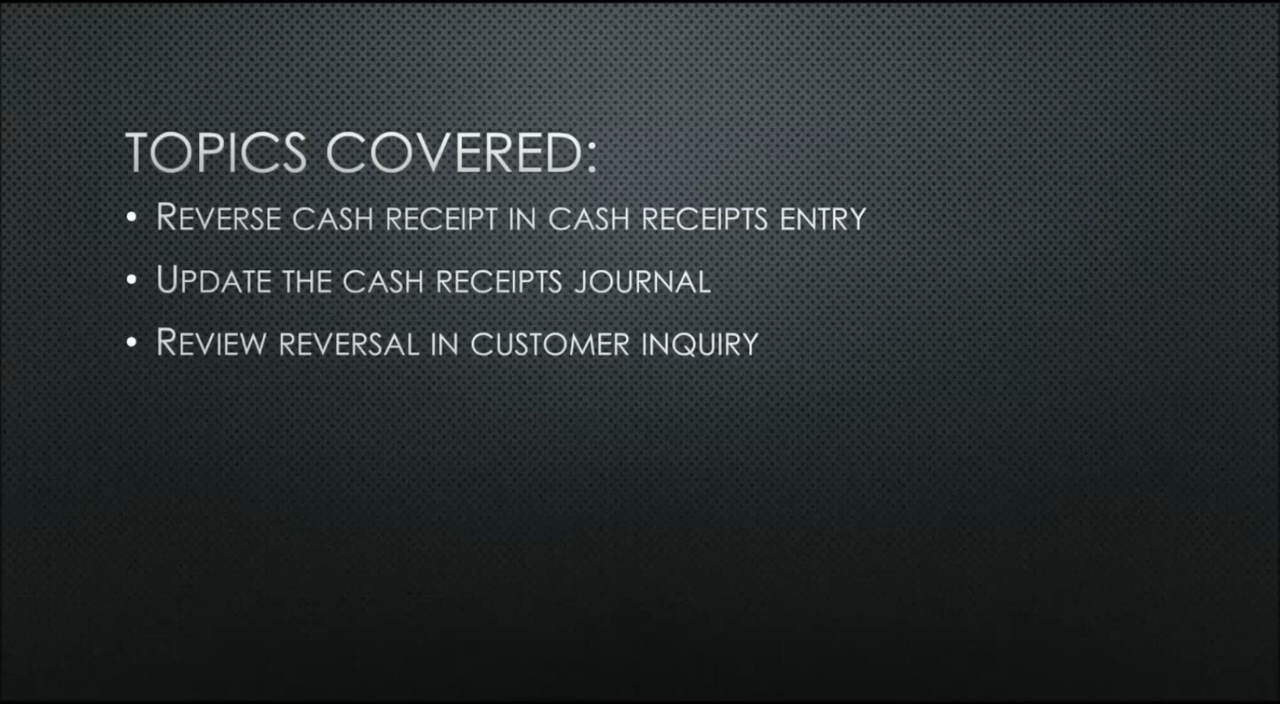 TOPICS COVERED:
• REVERSE CASH RECEIPT IN CASH RECEIPTS ENTRY
• UPDATE THE CASH RECEIPTS JOURNAL
• REVIEW REVERSAL IN CUSTOMER INQUIRY